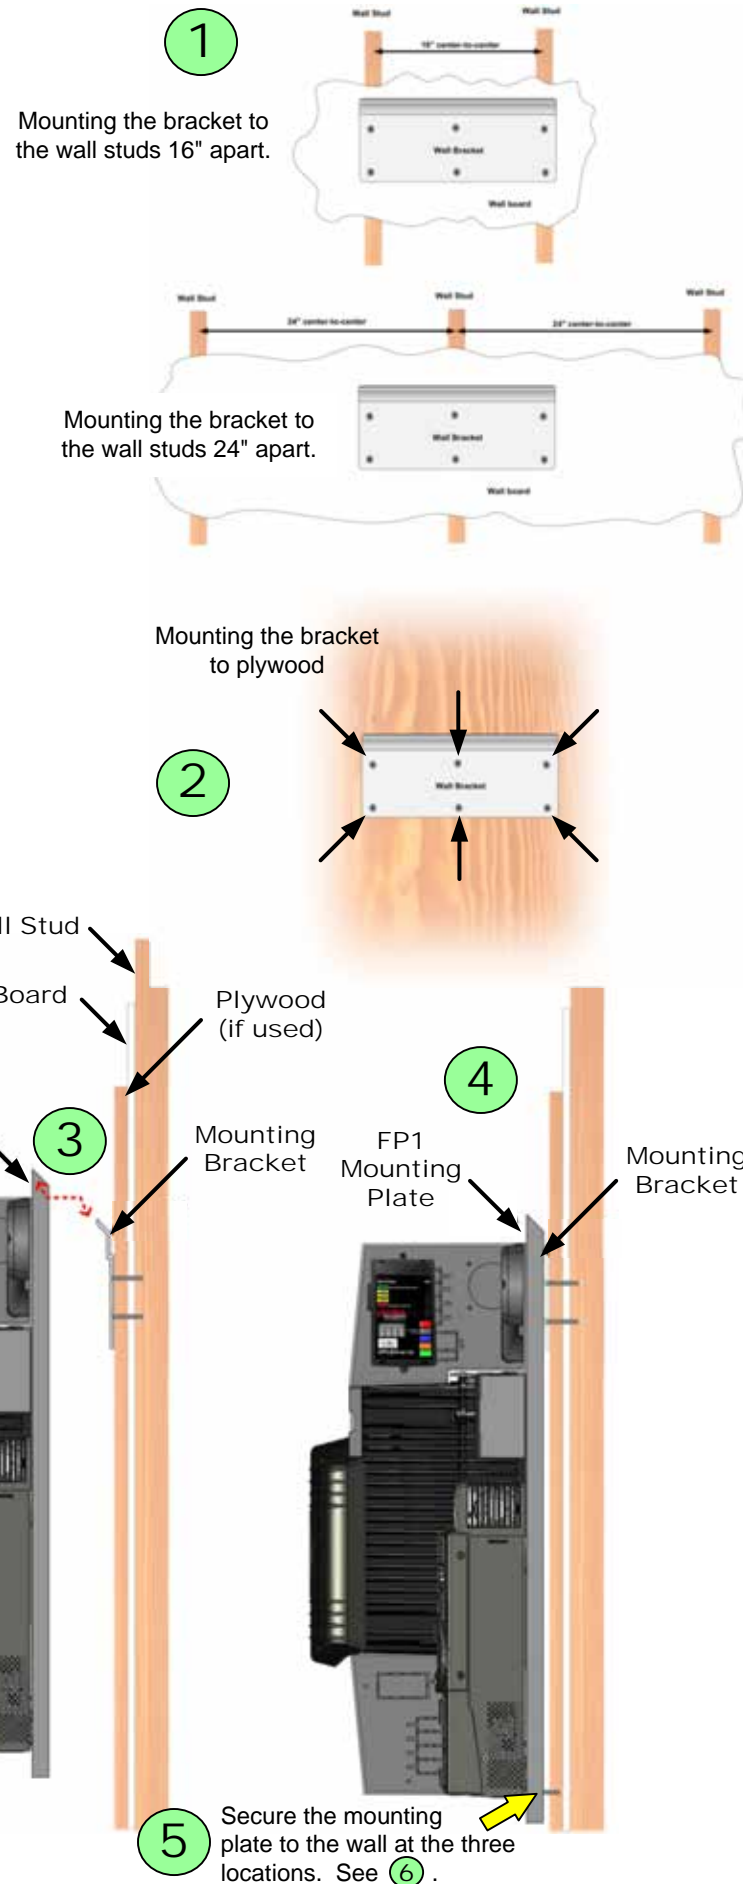 Wall Stud
Wall Stud
1
16" center-to-center
Mounting the bracket to
the wall studs 16" apart.
Wall Bracket
Wall board
Wall Stud
Wall Stud
Wall Stud
24" center-to-center
24" center-to-center
Mounting the bracket to
the wall studs 24" apart.
Wall Bracket
Wall board
Mounting the bracket
to plywood
2
Wall Bracket
ll Stud
Board
Plywood
(if used)
3
4
Mounting
Bracket
FP1
Mounting
Plate
Mounting
Bracket
5
Secure the mounting
plate to the wall at the three
locations. See 6 .